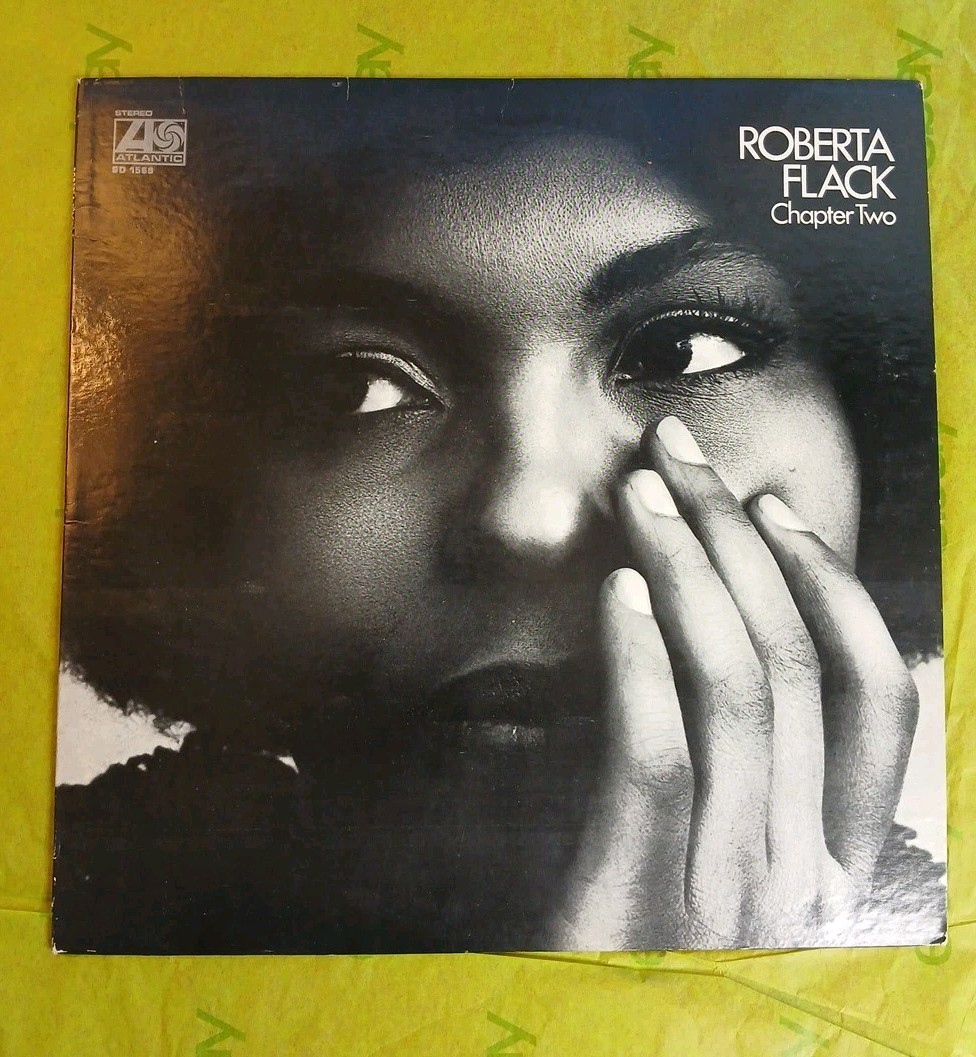 STEREO
ATLANTIC
SD 1569
ROBERTA
FLACK
Chapter Two